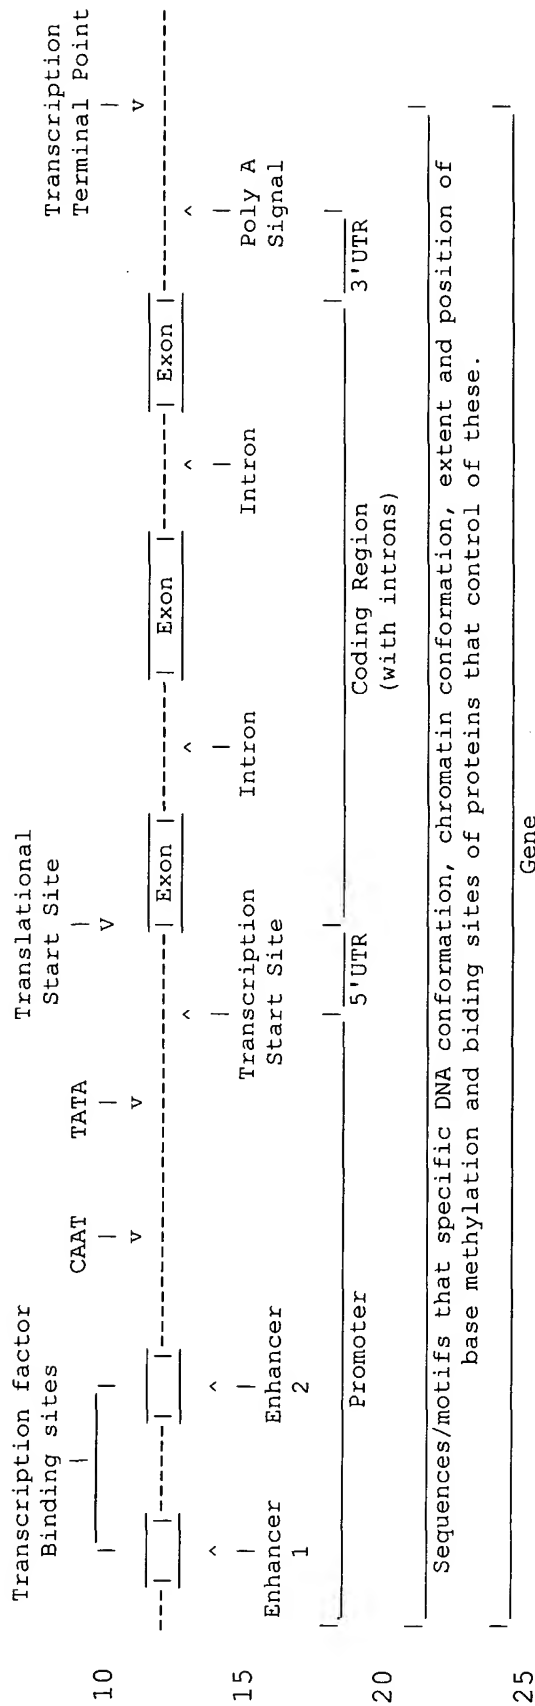 Transcription factor
Binding sites
CAAT
TATA
Translational
Start Site
Transcription
Terminal Point
10
Exon
Exon
Exon
15
Enhancer
1
Enhancer
2
Transcription
Start Site
Intron
Intron
Poly A
Signal
Promoter
5'UTR
Coding Region
(with introns)
3'UTR
20
Sequences/motifs that specific DNA conformation, chromatin conformation, extent and position of
base methylation and biding sites of proteins that control of these.
25
Gene